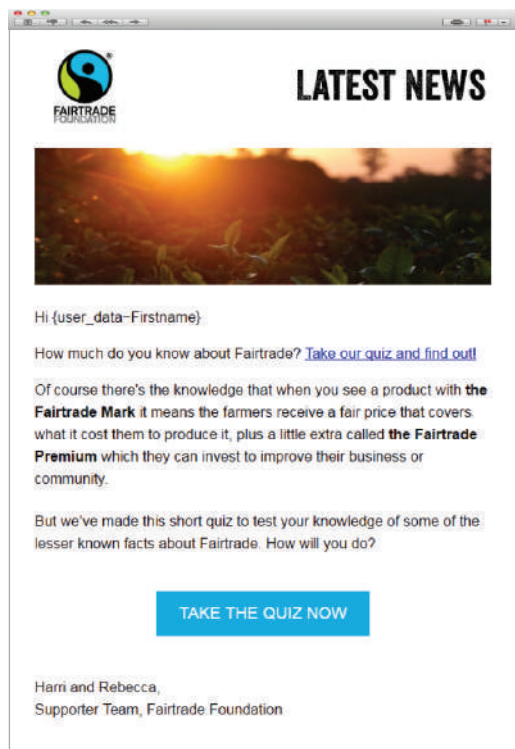 FAIRTRADE
FOUNDATION
LATEST NEWS
Hi {user_data-Firstname}
How much do you know about Fairtrade? Take our quiz and find out!
Of course there's the knowledge that when you see a product with the
Fairtrade Mark it means the farmers receive a fair price that covers
what it cost them to produce it, plus a little extra called the Fairtrade
Premium which they can invest to improve their business or
community.
But we've made this short quiz to test your knowledge of some of the
lesser known facts about Fairtrade. How will you do?
TAKE THE QUIZ NOW
Harri and Rebecca,
Supporter Team, Fairtrade Foundation